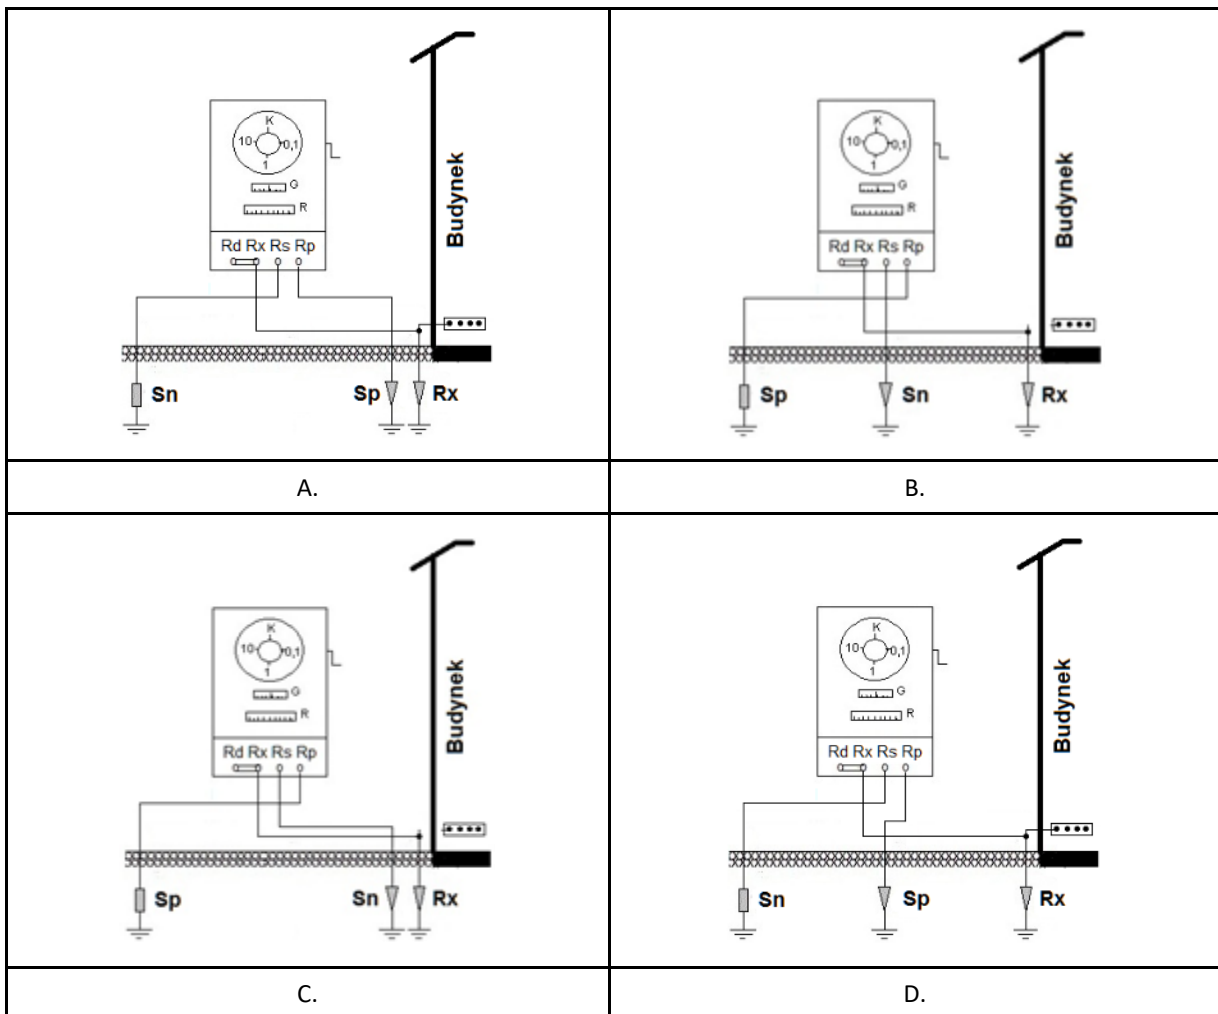 K
10 0,1
1
G
R
Rd Rx Rs Rp
Budynek
Sn Sp Rx
A.
K
10 0,1
1
G
R
Rd Rx Rs Rp
Budynek
Sp Sn Rx
B.
K
10 0,1
1
G
R
Rd Rx Rs Rp
Budynek
Sp Sn Rx
C.
K
10 0,1
1
G
R
Rd Rx Rs Rp
Budynek
Sn Sp Rx
D.